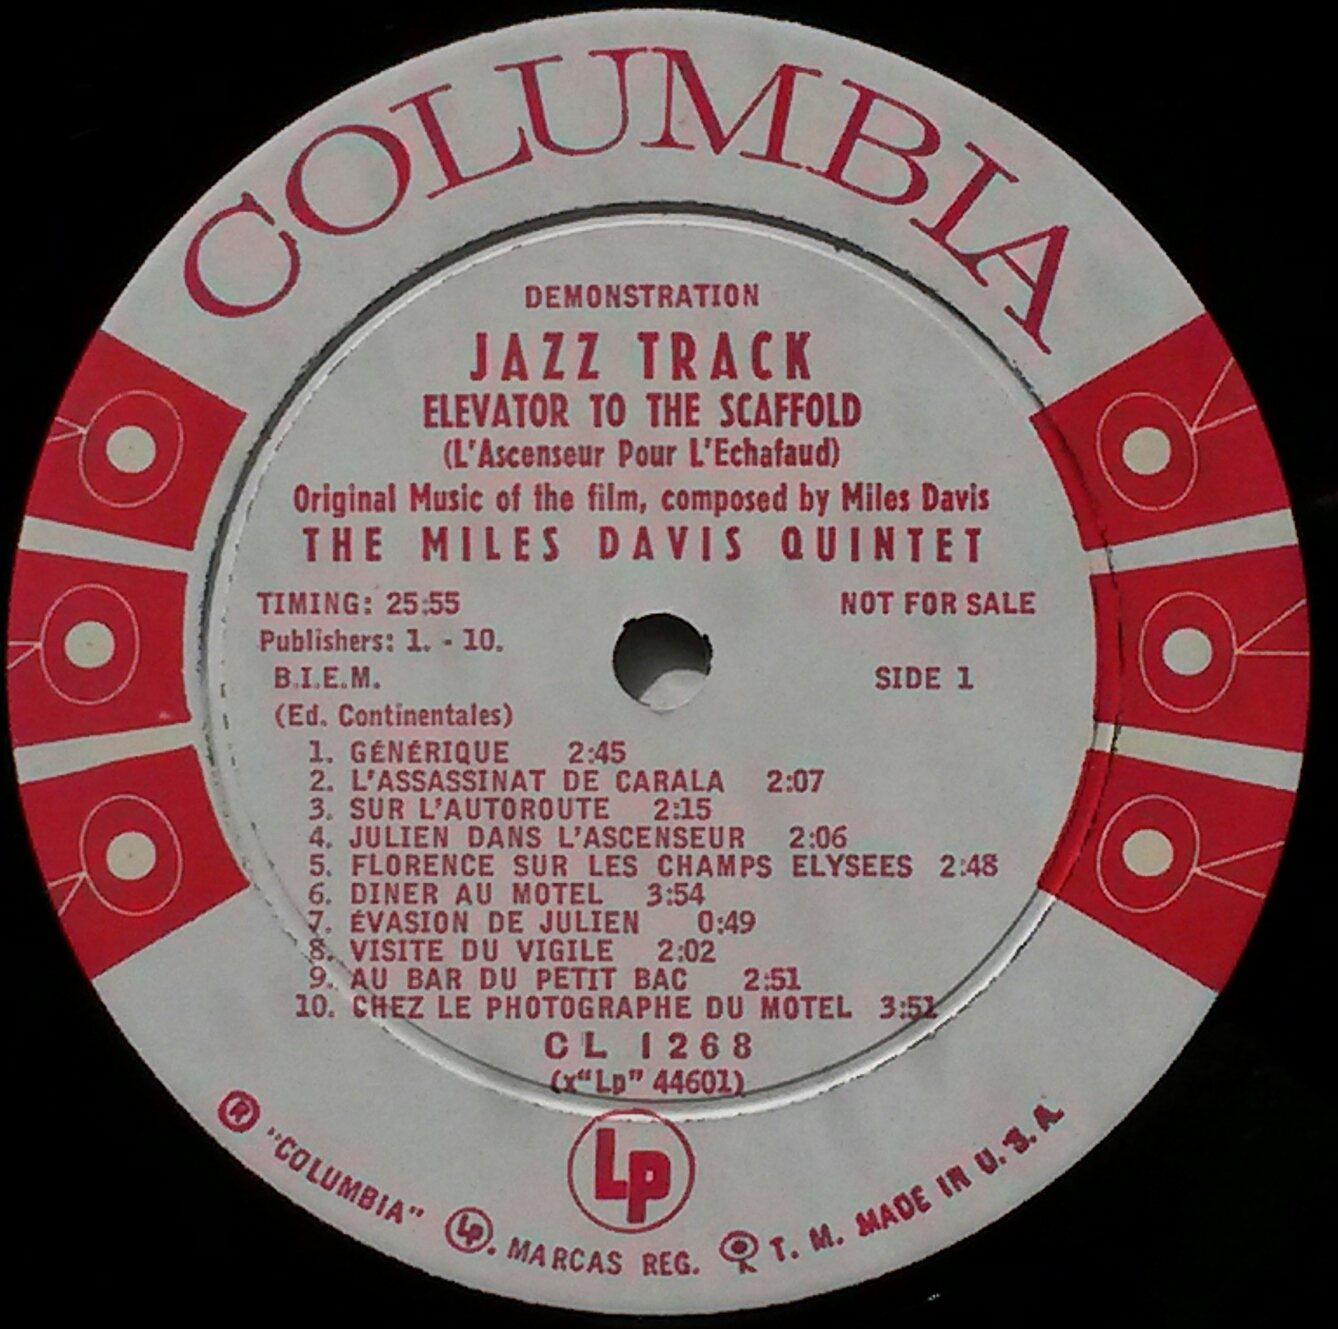 COLUMBIA
DEMONSTRATION
JAZZ TRACK
ELEVATOR TO THE SCAFFOLD
(L'Ascenseur Pour L'Echafaud)
Original Music of the film, composed by Miles Davis
THE MILES DAVIS QUINTET
TIMING: 25:55 NOT FOR SALE
Publishers: 1. - 10.
B.I.E.M. SIDE 1
(Ed. Continentales)
1. GÉNÉRIQUE 2:45
2. L'ASSASSINAT DE CARALA 2:07
3. SUR L'AUTOROUTE 2:15
4. JULIEN DANS L'ASCENSEUR 2:06
5. FLORENCE SUR LES CHAMPS ELYSEES 2:48
6. DINER AU MOTEL 3:54
7. ÉVASION DE JULIEN 0:49
8. VISITE DU VIGILE 2:02
9. AU BAR DU PETIT BAC 2:51
10. CHEZ LE PHOTOGRAPHE DU MOTEL 3:51
CL 1268
(x"Lp" 44601)
Lp
® "COLUMBIA" Lp. MARCAS REG. T. M. MADE IN U. S. A.